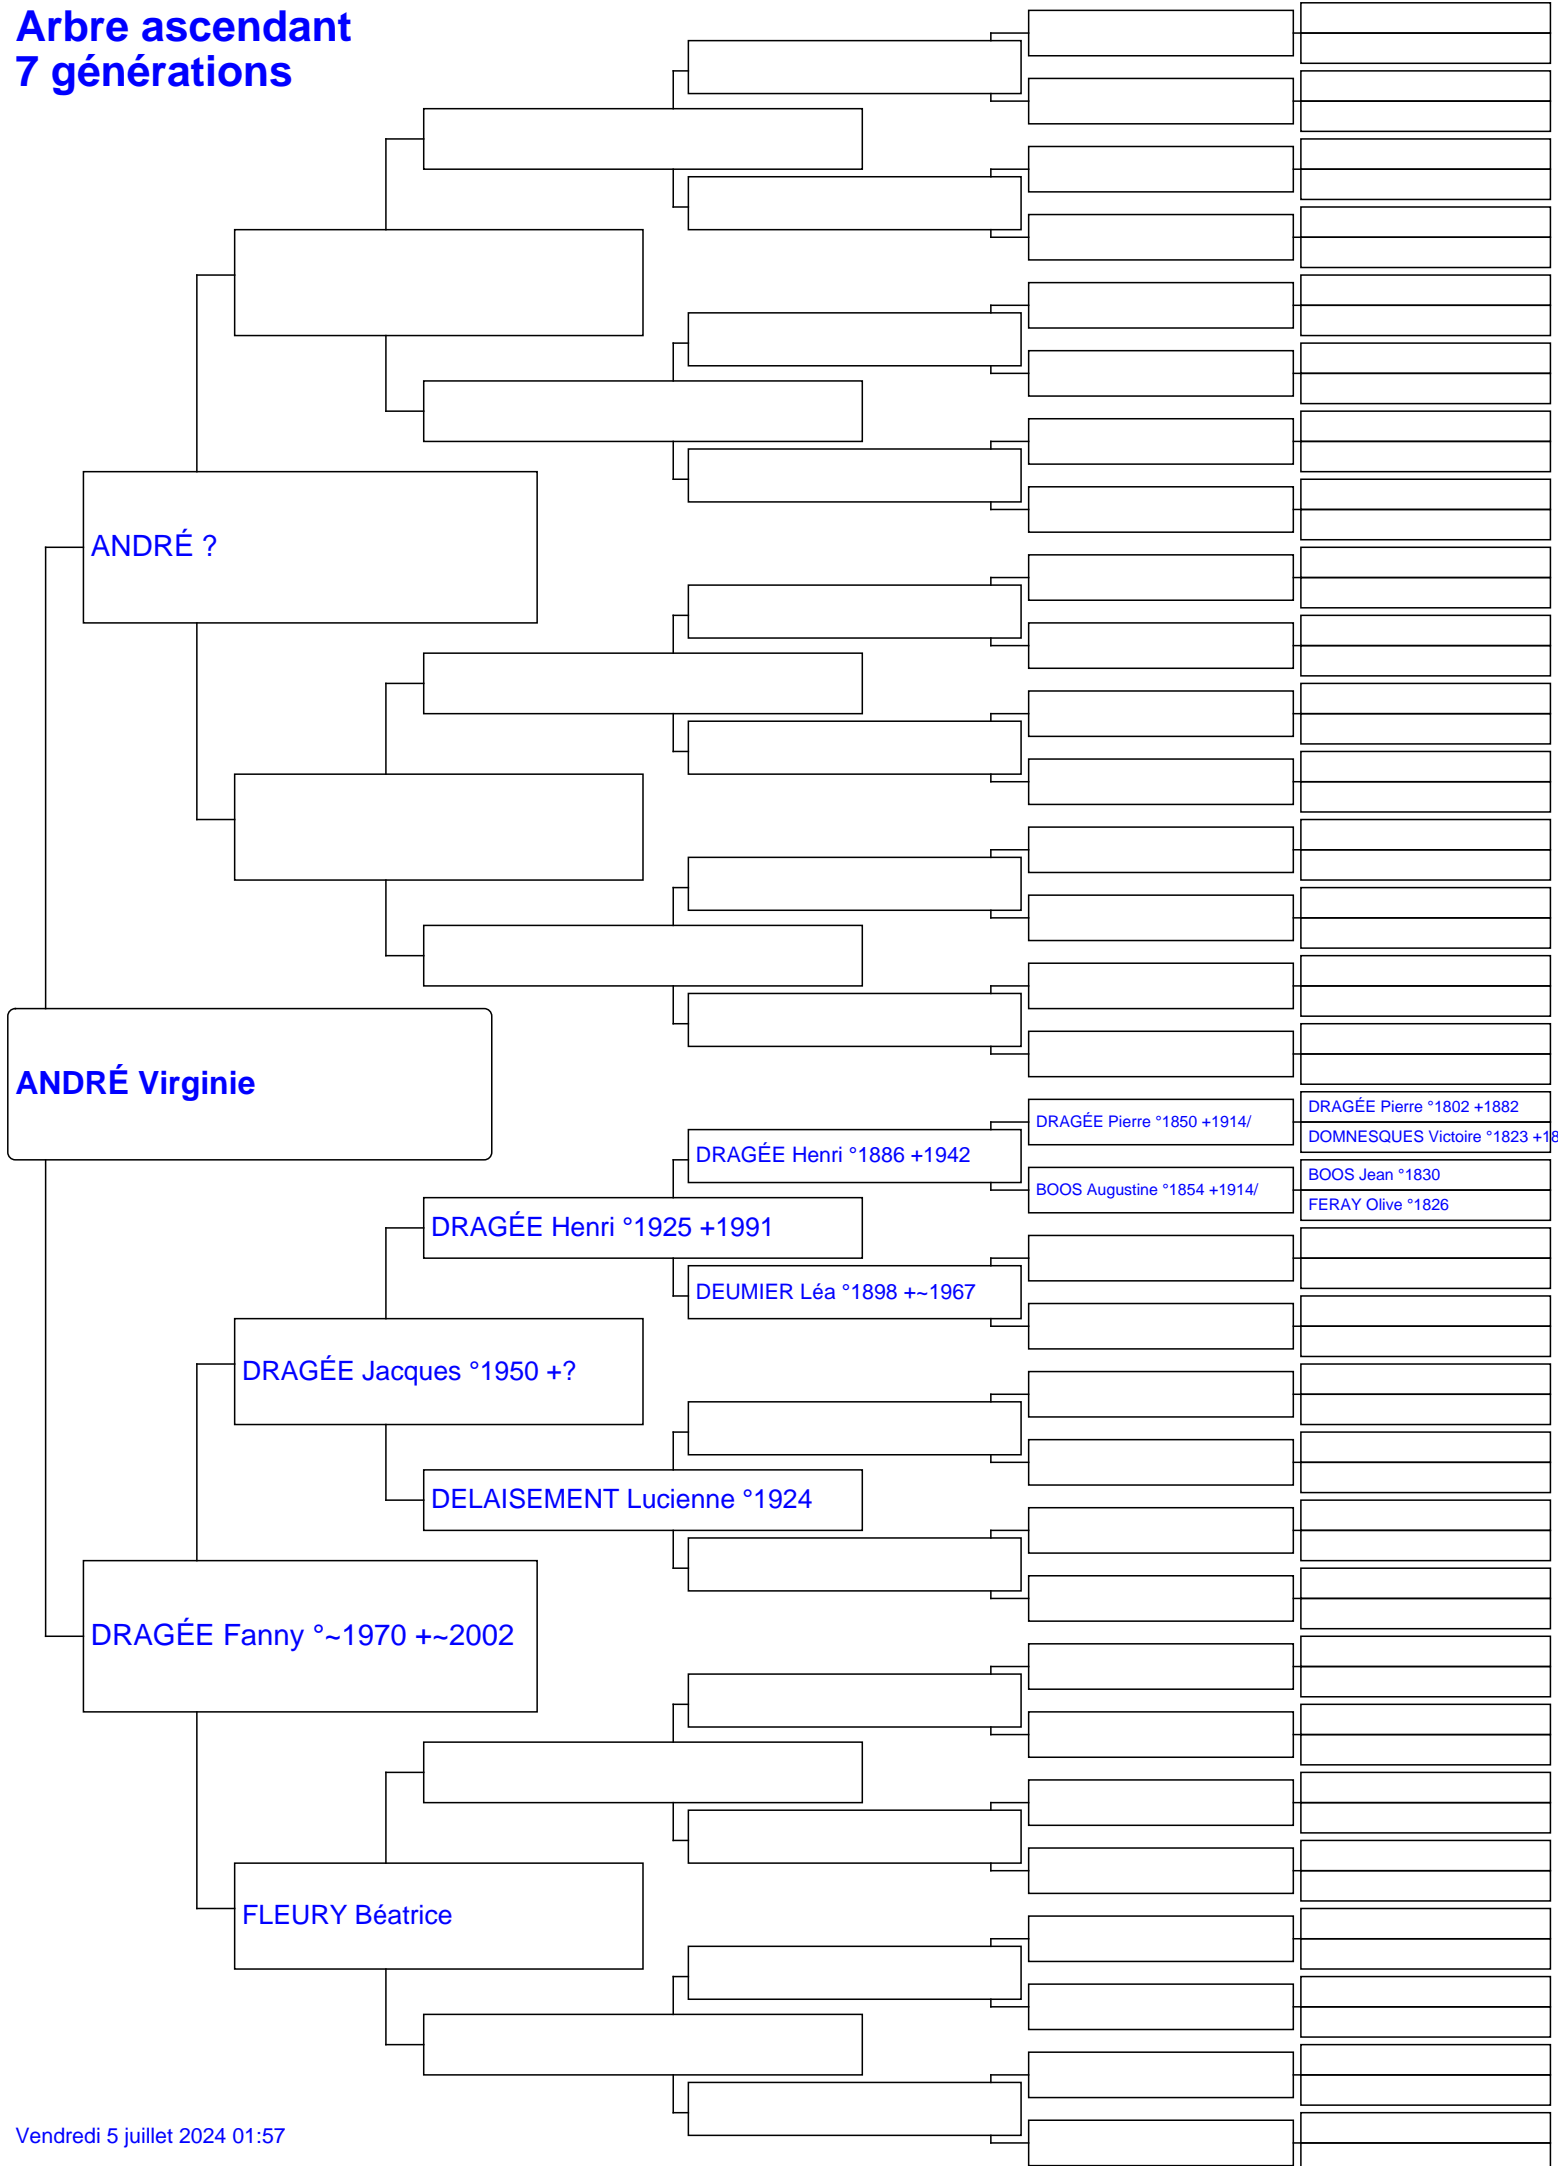 Arbre ascendant
7 générations
ANDRÉ ?
ANDRÉ Virginie
DRAGÉE Pierre °1802 +1882
DRAGÉE Pierre °1850 +1914/
DOMNESQUES Victoire °1823 +18
DRAGÉE Henri °1886 +1942
BOOS Jean °1830
BOOS Augustine °1854 +1914/
FERAY Olive °1826
DRAGÉE Henri °1925 +1991
DEUMIER Léa °1898 +~1967
DRAGÉE Jacques °1950 +?
DELAISEMENT Lucienne °1924
DRAGÉE Fanny °~1970 +~2002
FLEURY Béatrice
Vendredi 5 juillet 2024 01:57